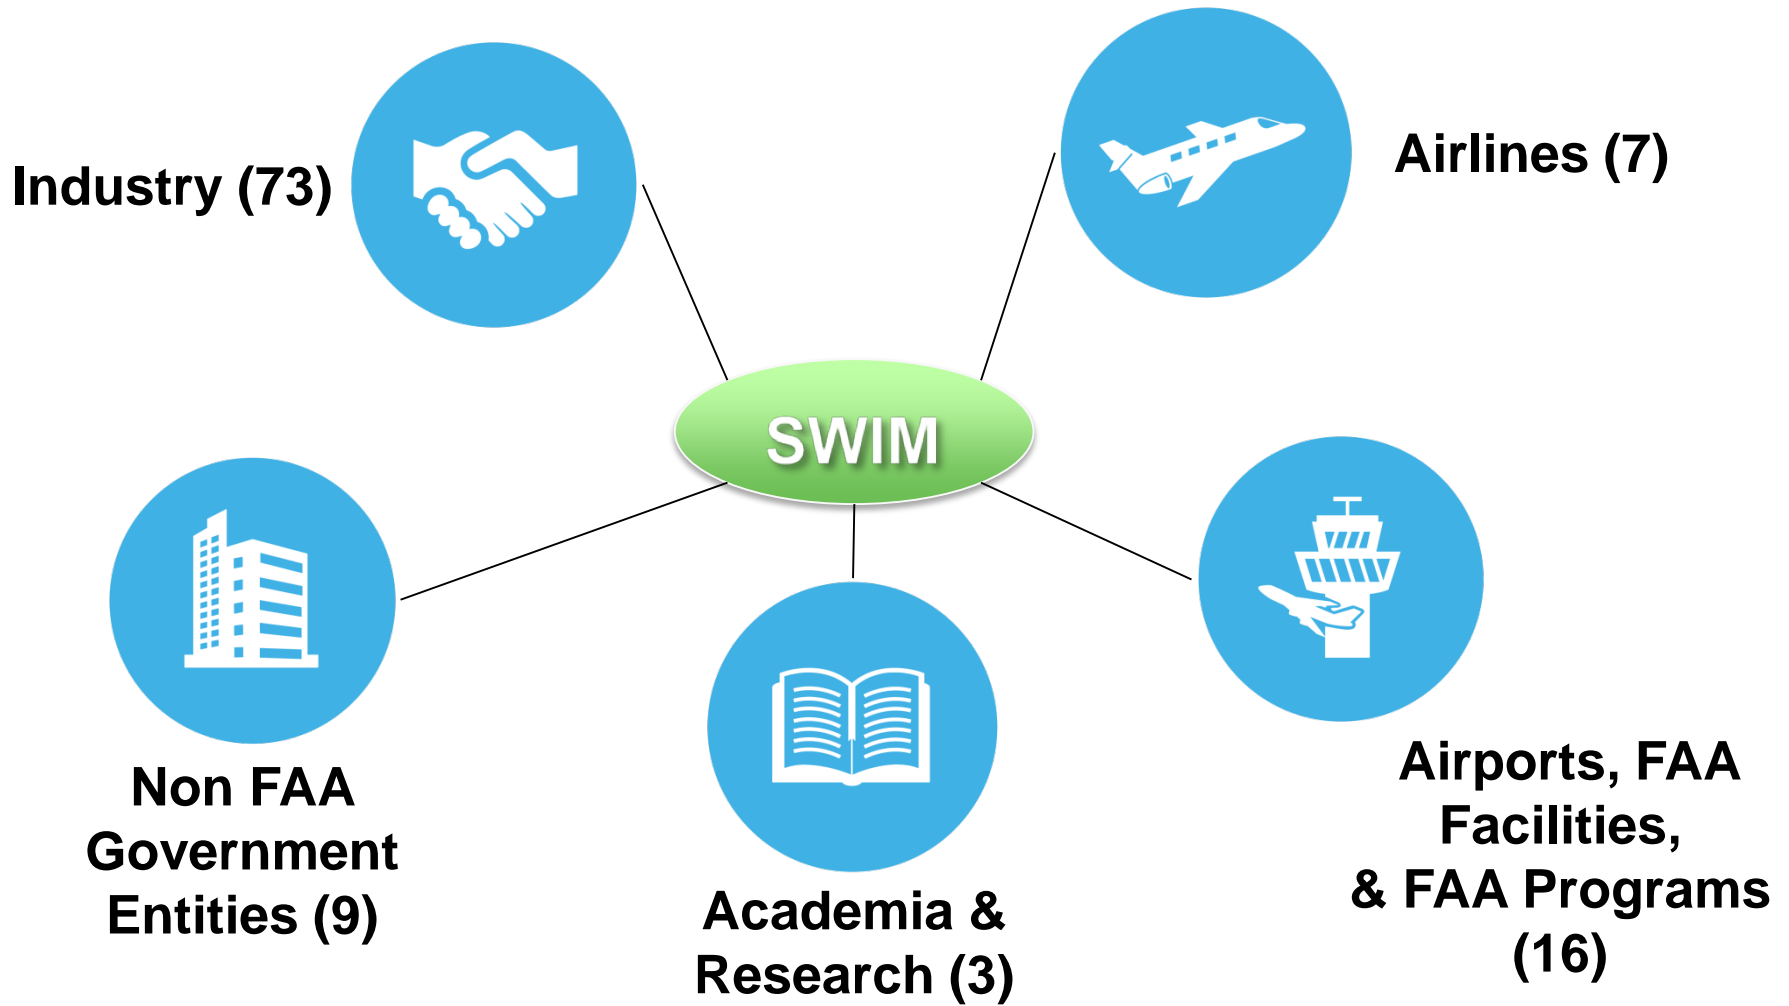 Industry (73)
Airlines (7)
SWIM
Non FAA
Government
Entities (9)
Academia &
Research (3)
Airports, FAA
Facilities,
& FAA Programs
(16)